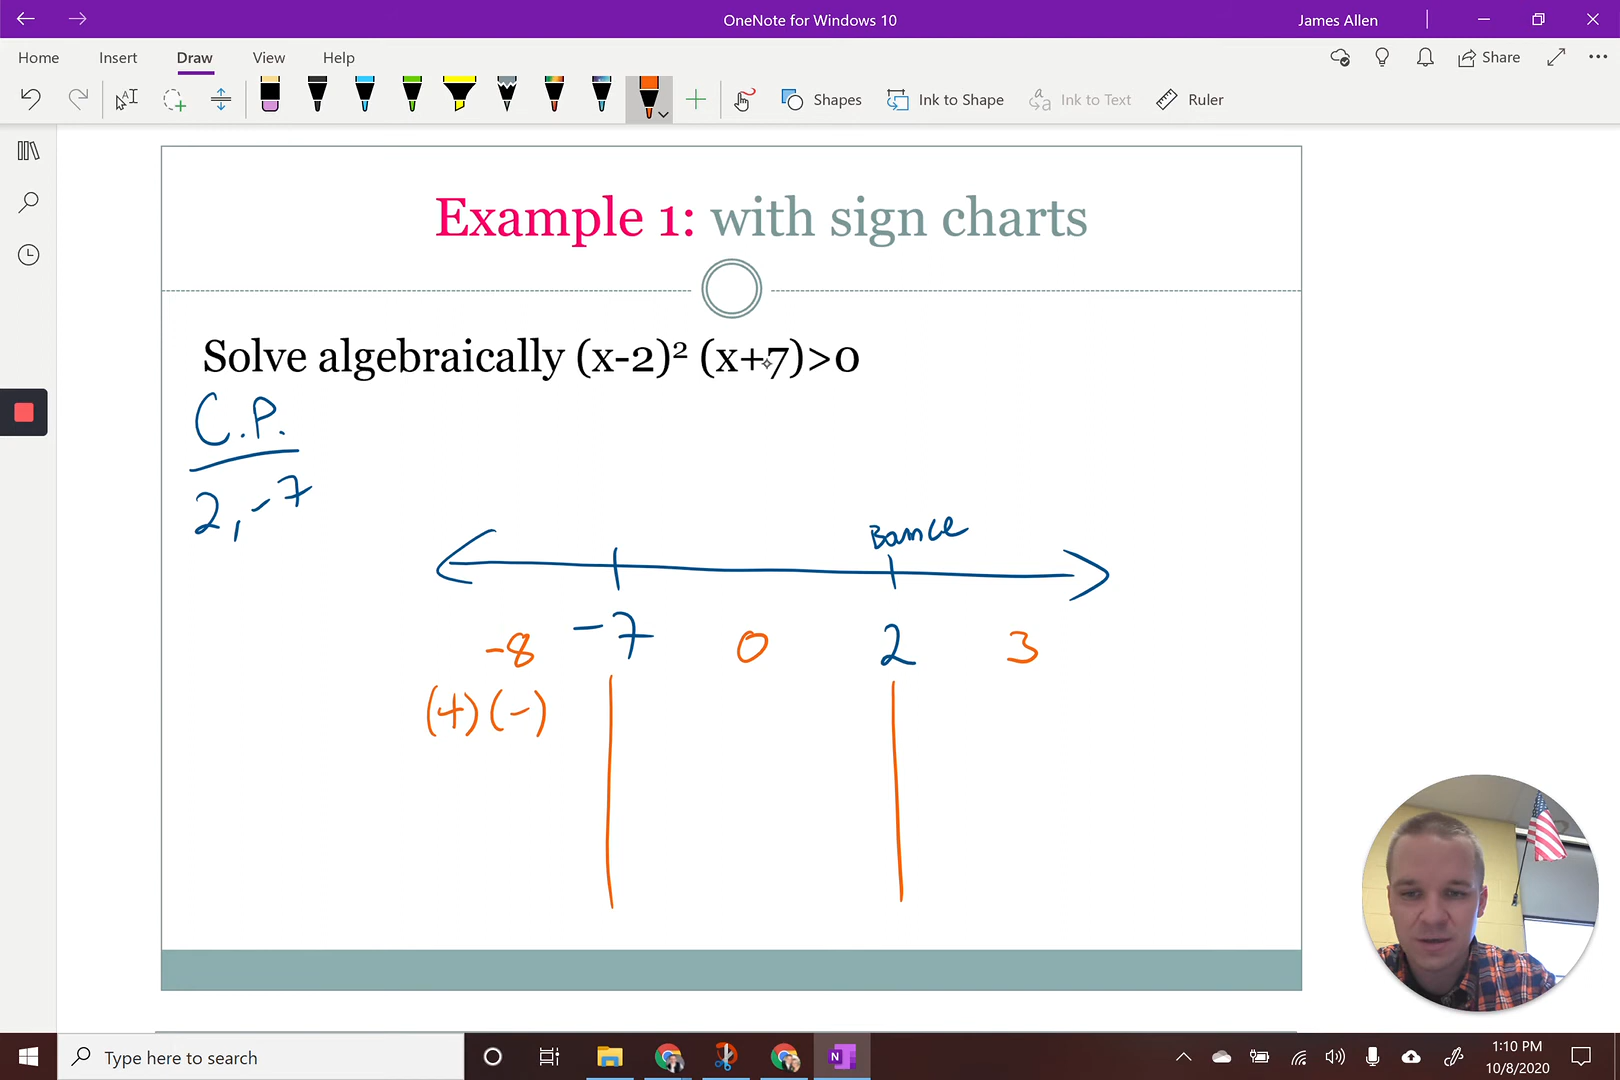 OneNote for Windows 10
James Allen
Home Insert Draw View Help
Share
Shapes
Ink to Shape
Ink to Text
Ruler
Example 1: with sign charts
Solve algebraically (x-2)² (x+7)>0
C.P.
2, -7
Bounce
-7 2
-8 0 3
(+)(-)
Type here to search
1:10 PM
10/8/2020